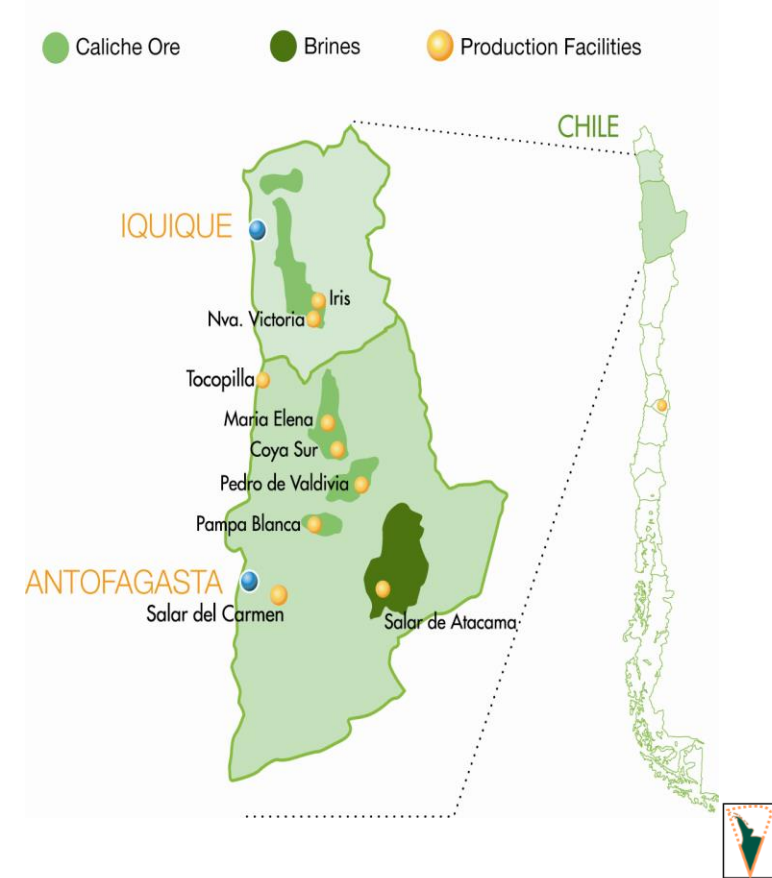 Caliche Ore
Brines
Production Facilities
CHILE
IQUIQUE
Iris
Nva. Victoria
Tocopilla
Maria Elena
Coya Sur
Pedro de Valdivia
Pampa Blanca
ANTOFAGASTA
Salar del Carmen
Salar de Atacama